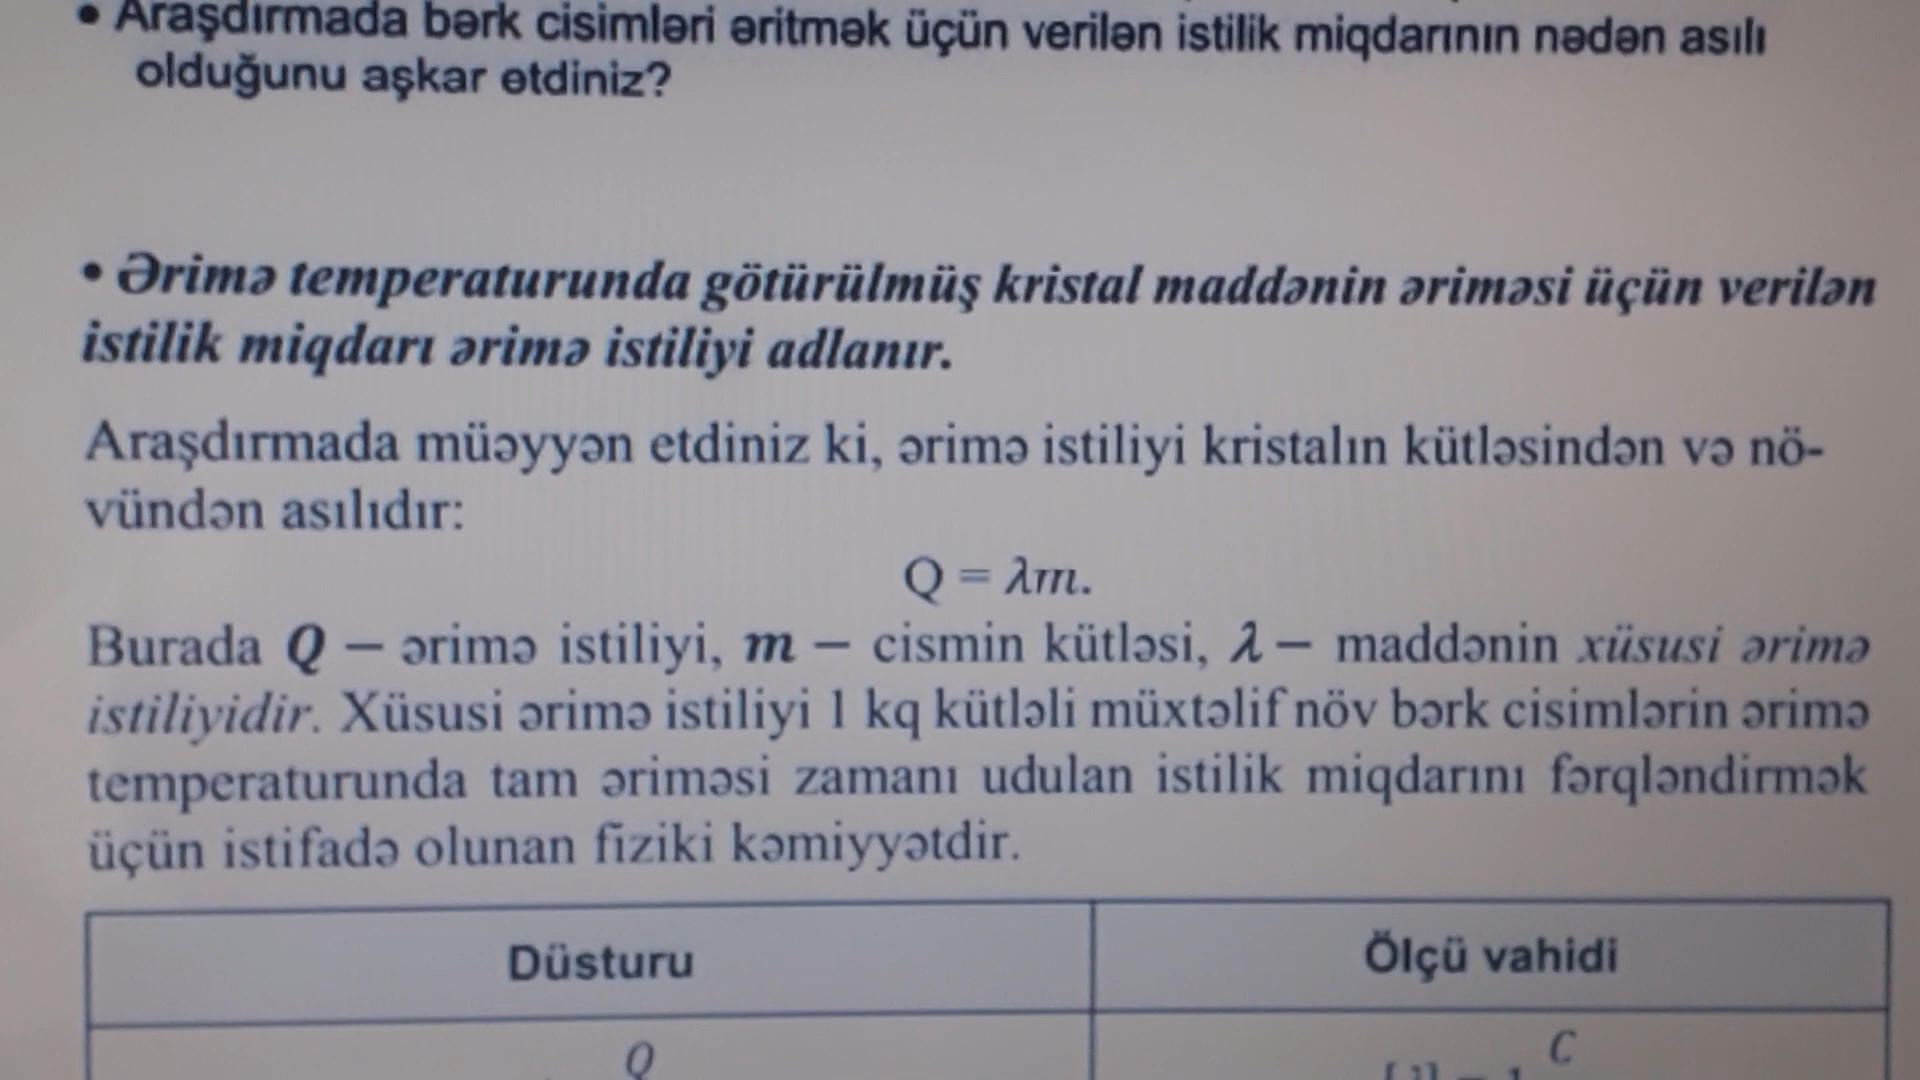 • Araşdırmada bərk cisimləri əritmək üçün verilən istilik miqdarının nədən asılı
olduğunu aşkar etdiniz?
• Ərimə temperaturunda götürülmüş kristal maddənin əriməsi üçün verilən
istilik miqdarı ərimə istiliyi adlanır.
Araşdırmada müəyyən etdiniz ki, ərimə istiliyi kristalın kütləsindən və nö-
vündən asılıdır:
Q = λm.
Burada Q – ərimə istiliyi, m – cismin kütləsi, λ – maddənin xüsusi ərimə
istiliyidir. Xüsusi ərimə istiliyi 1 kq kütləli müxtəlif növ bərk cisimlərin ərimə
temperaturunda tam əriməsi zamanı udulan istilik miqdarını fərqləndirmək
üçün istifadə olunan fiziki kəmiyyətdir.
Düsturu Ölçü vahidi
Q C